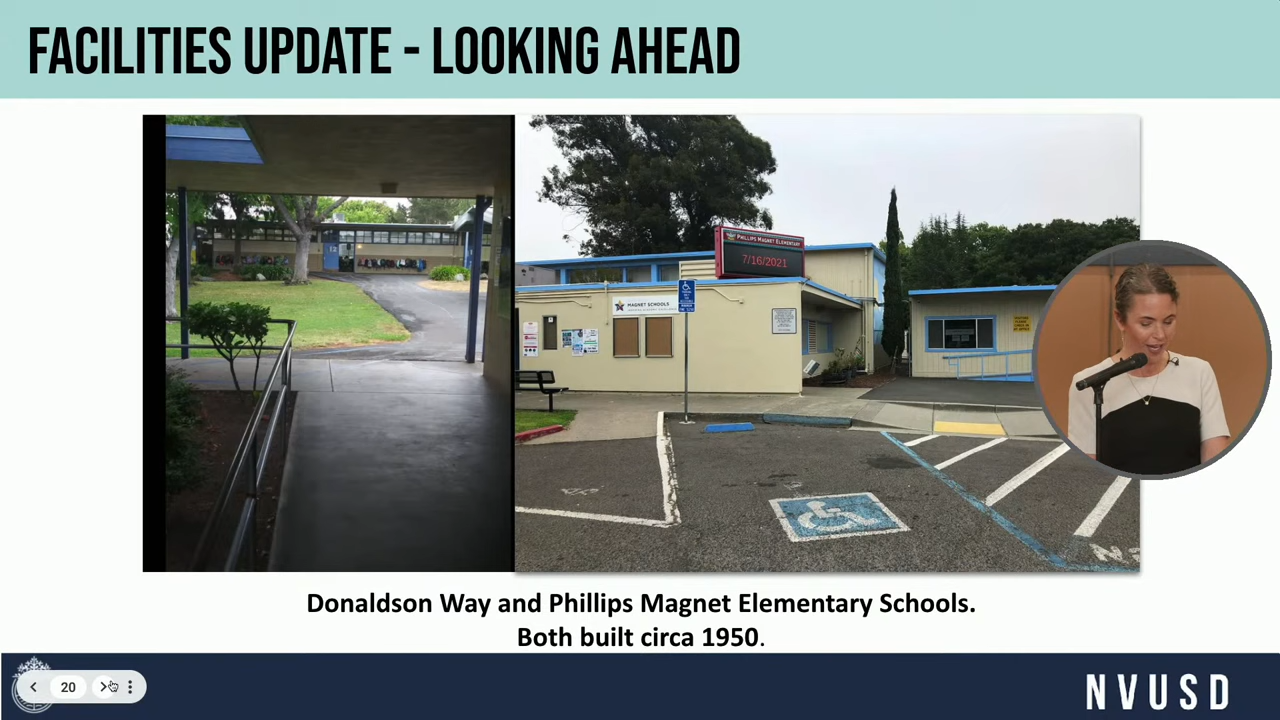 FACILITIES UPDATE - LOOKING AHEAD
12
PHILLIPS MAGNET ELEMENTARY
7/16/2021
MAGNET SCHOOLS
Donaldson Way and Phillips Magnet Elementary Schools.
Both built circa 1950.
20
NVUSD